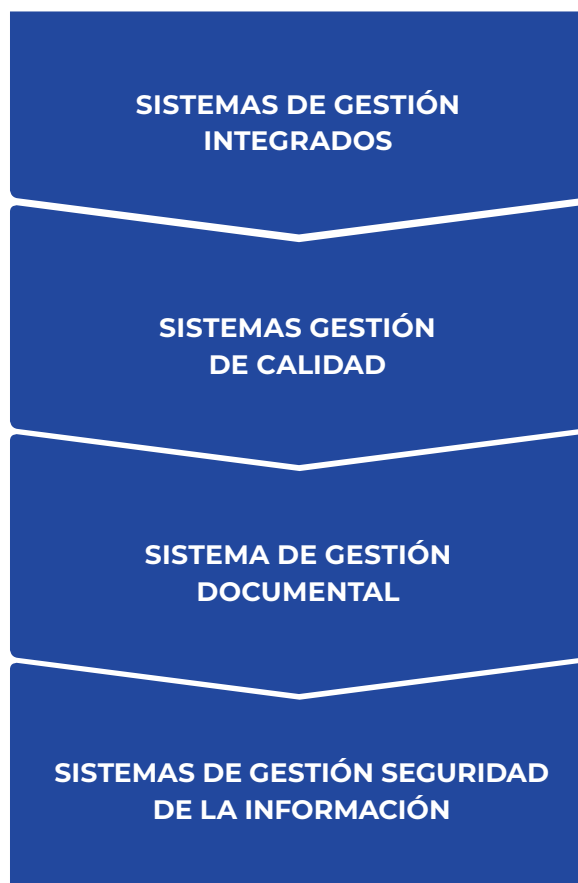 SISTEMAS DE GESTIÓN
INTEGRADOS
SISTEMAS GESTIÓN
DE CALIDAD
SISTEMA DE GESTIÓN
DOCUMENTAL
SISTEMAS DE GESTIÓN SEGURIDAD
DE LA INFORMACIÓN